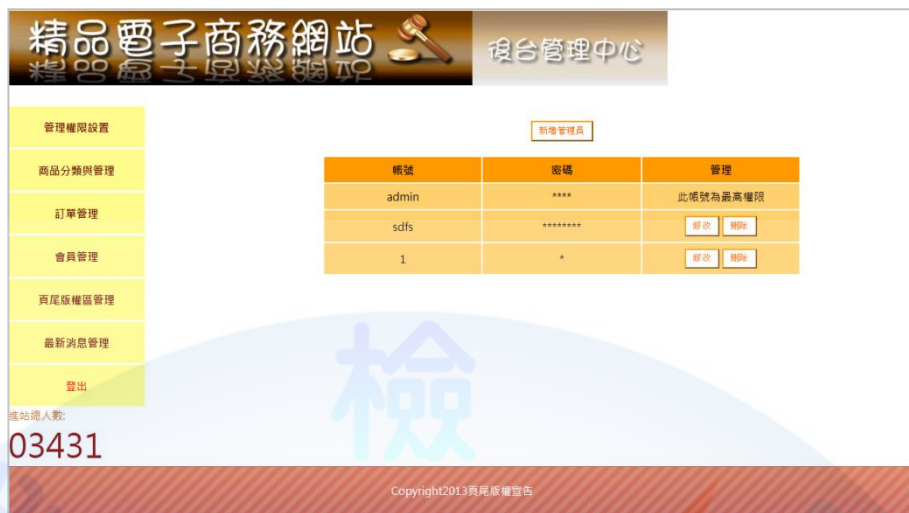 精品電子商務網站
後台管理中心
管理權限設置
商品分類與管理
訂單管理
會員管理
頁尾版權區管理
最新消息管理
登出
進站總人數:
03431
新增管理員
帳號 密碼 管理
admin **** 此帳號為最高權限
sdfs ******** 修改 刪除
1 * 修改 刪除
檢
Copyright2013頁尾版權宣告